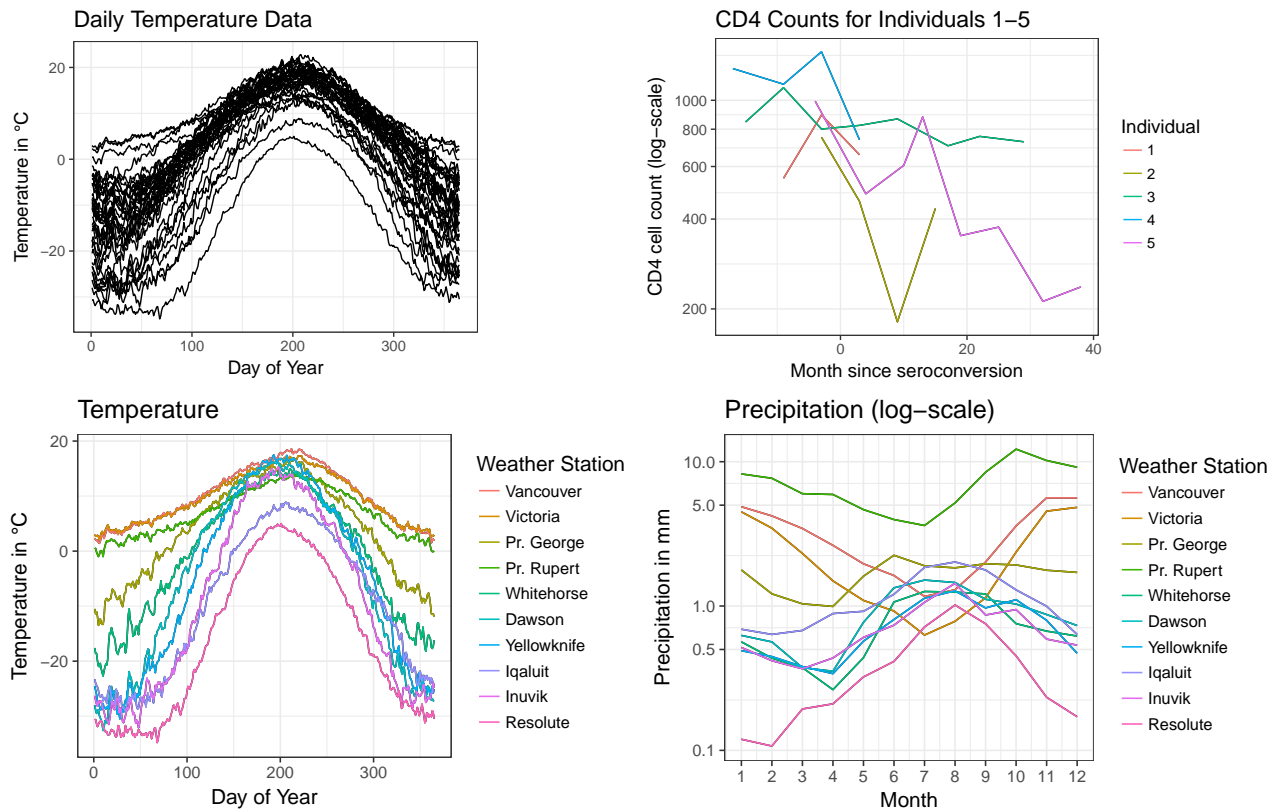 Daily Temperature Data
Temperature in °C
20
0
−20
0
100
200
300
Day of Year
CD4 Counts for Individuals 1−5
CD4 cell count (log−scale)
1000
800
600
400
200
0
20
40
Month since seroconversion
Individual
1
2
3
4
5
Temperature
Temperature in °C
20
0
−20
0
100
200
300
Day of Year
Weather Station
Vancouver
Victoria
Pr. George
Pr. Rupert
Whitehorse
Dawson
Yellowknife
Iqaluit
Inuvik
Resolute
Precipitation (log−scale)
Precipitation in mm
10.0
5.0
1.0
0.5
0.1
1 2 3 4 5 6 7 8 9 10 11 12
Month
Weather Station
Vancouver
Victoria
Pr. George
Pr. Rupert
Whitehorse
Dawson
Yellowknife
Iqaluit
Inuvik
Resolute